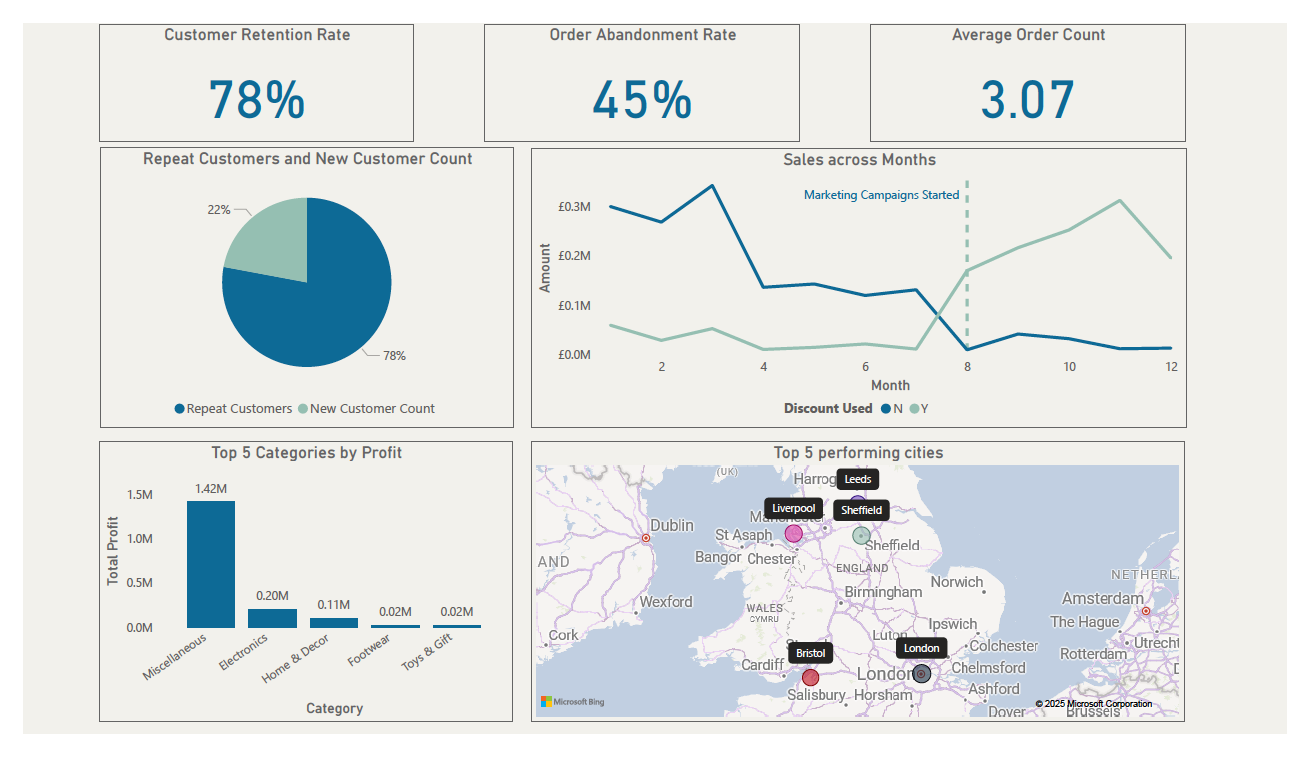 Customer Retention Rate
78%
Order Abandonment Rate
45%
Average Order Count
3.07
Repeat Customers and New Customer Count
22%
78%
Repeat Customers
New Customer Count
Sales across Months
Marketing Campaigns Started
Amount
£0.3M
£0.2M
£0.1M
£0.0M
2 4 6 8 10 12
Month
Discount Used N Y
Top 5 Categories by Profit
Total Profit
1.5M
1.0M
0.5M
0.0M
1.42M
0.20M
0.11M
0.02M
0.02M
Miscellaneous
Electronics
Home & Decor
Footwear
Toys & Gift
Category
Top 5 performing cities
(UK)
Harrog
Leeds
Liverpool
Sheffield
Manchester
Dublin
St Asaph
Sheffield
Bangor
Chester
AND
ENGLAND
NETHERL
Norwich
Birmingham
Amsterdam
Wexford
WALES
CYMRU
The Hague
Ipswich
Luton
Cork
Colchester
Utrecht
Rotterdam
Bristol
London
Cardiff
Chelmsford
London
Ashford
Salisbury
Horsham
Dover
Brussels
Microsoft Bing
© 2025 Microsoft Corporation